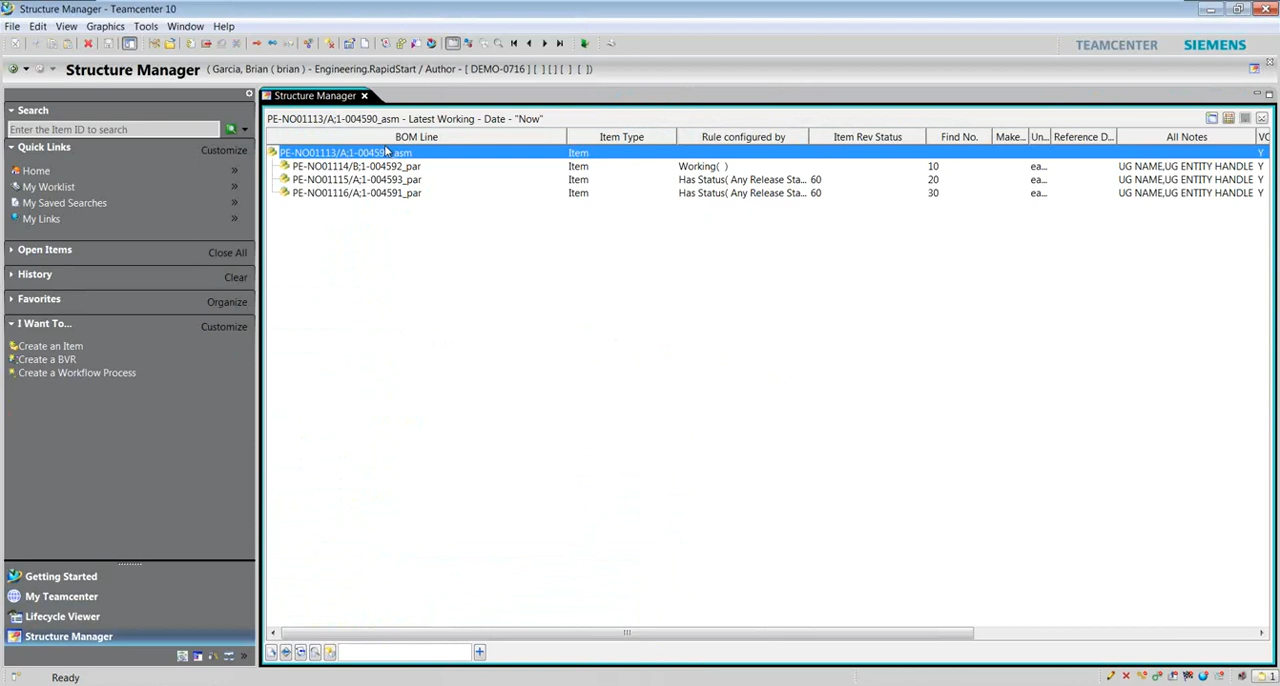 Structure Manager - Teamcenter 10
File Edit View Graphics Tools Window Help
TEAMCENTER SIEMENS
Structure Manager ( Garcia, Brian ( brian ) - Engineering.RapidStart / Author - [ DEMO-0716 ] [ ] [ ] [ ] [ ])
Search
Enter the Item ID to search
Quick Links Customize
Home
My Worklist
My Saved Searches
My Links
Open Items Close All
History Clear
Favorites Organize
I Want To... Customize
Create an Item
Create a BVR
Create a Workflow Process
Getting Started
My Teamcenter
Lifecycle Viewer
Structure Manager
Structure Manager
PE-NO01113/A;1-004590_asm - Latest Working - Date - "Now"
BOM Line Item Type Rule configured by Item Rev Status Find No. Make... Un... Reference D... All Notes VO
PE-NO01113/A;1-004590_asm Item Y
PE-NO01114/B;1-004592_par Item Working( ) 10 ea... UG NAME,UG ENTITY HANDLE Y
PE-NO01115/A;1-004593_par Item Has Status( Any Release Sta... 60 20 ea... UG NAME,UG ENTITY HANDLE Y
PE-NO01116/A;1-004591_par Item Has Status( Any Release Sta... 60 30 ea... UG NAME,UG ENTITY HANDLE Y
Ready 1